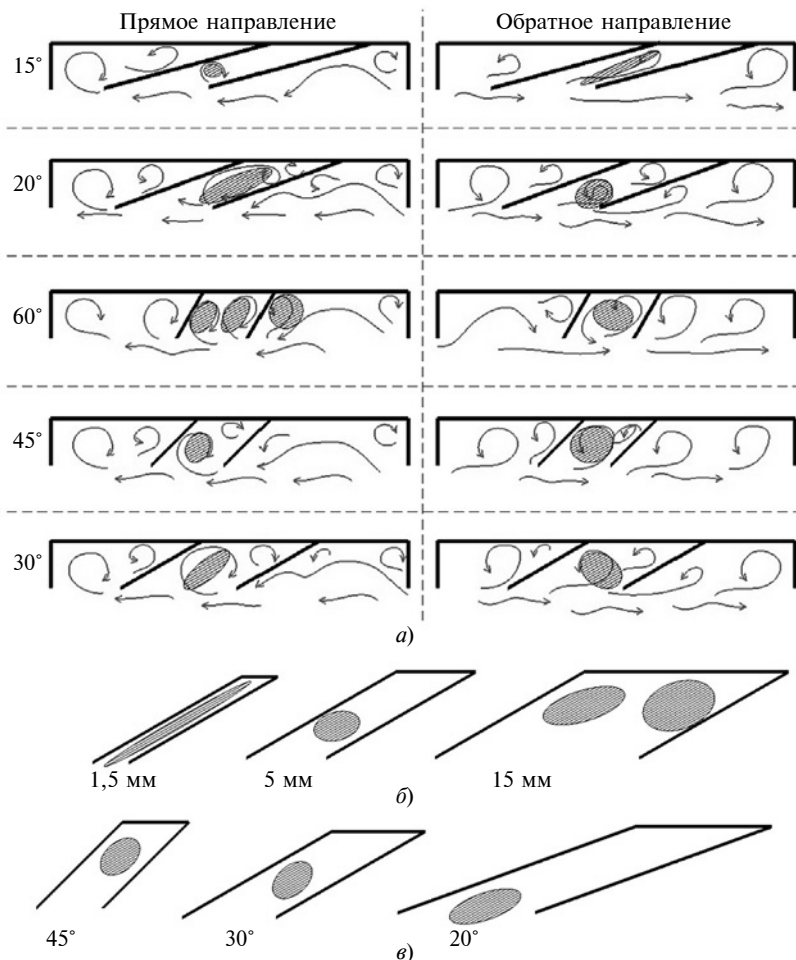 Прямое направление Обратное направление
15°
20°
60°
45°
30°
а)
1,5 мм 5 мм 15 мм
б)
45° 30° 20°
в)